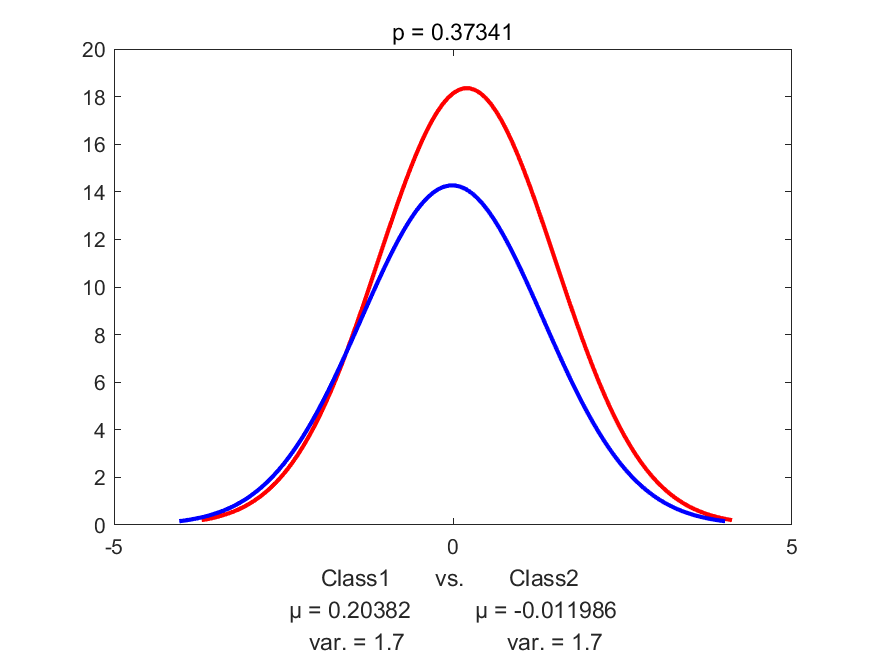 p = 0.37341
20
18
16
14
12
10
8
6
4
2
0
-5 0 5
Class1 vs. Class2
μ = 0.20382 μ = -0.011986
var. = 1.7 var. = 1.7